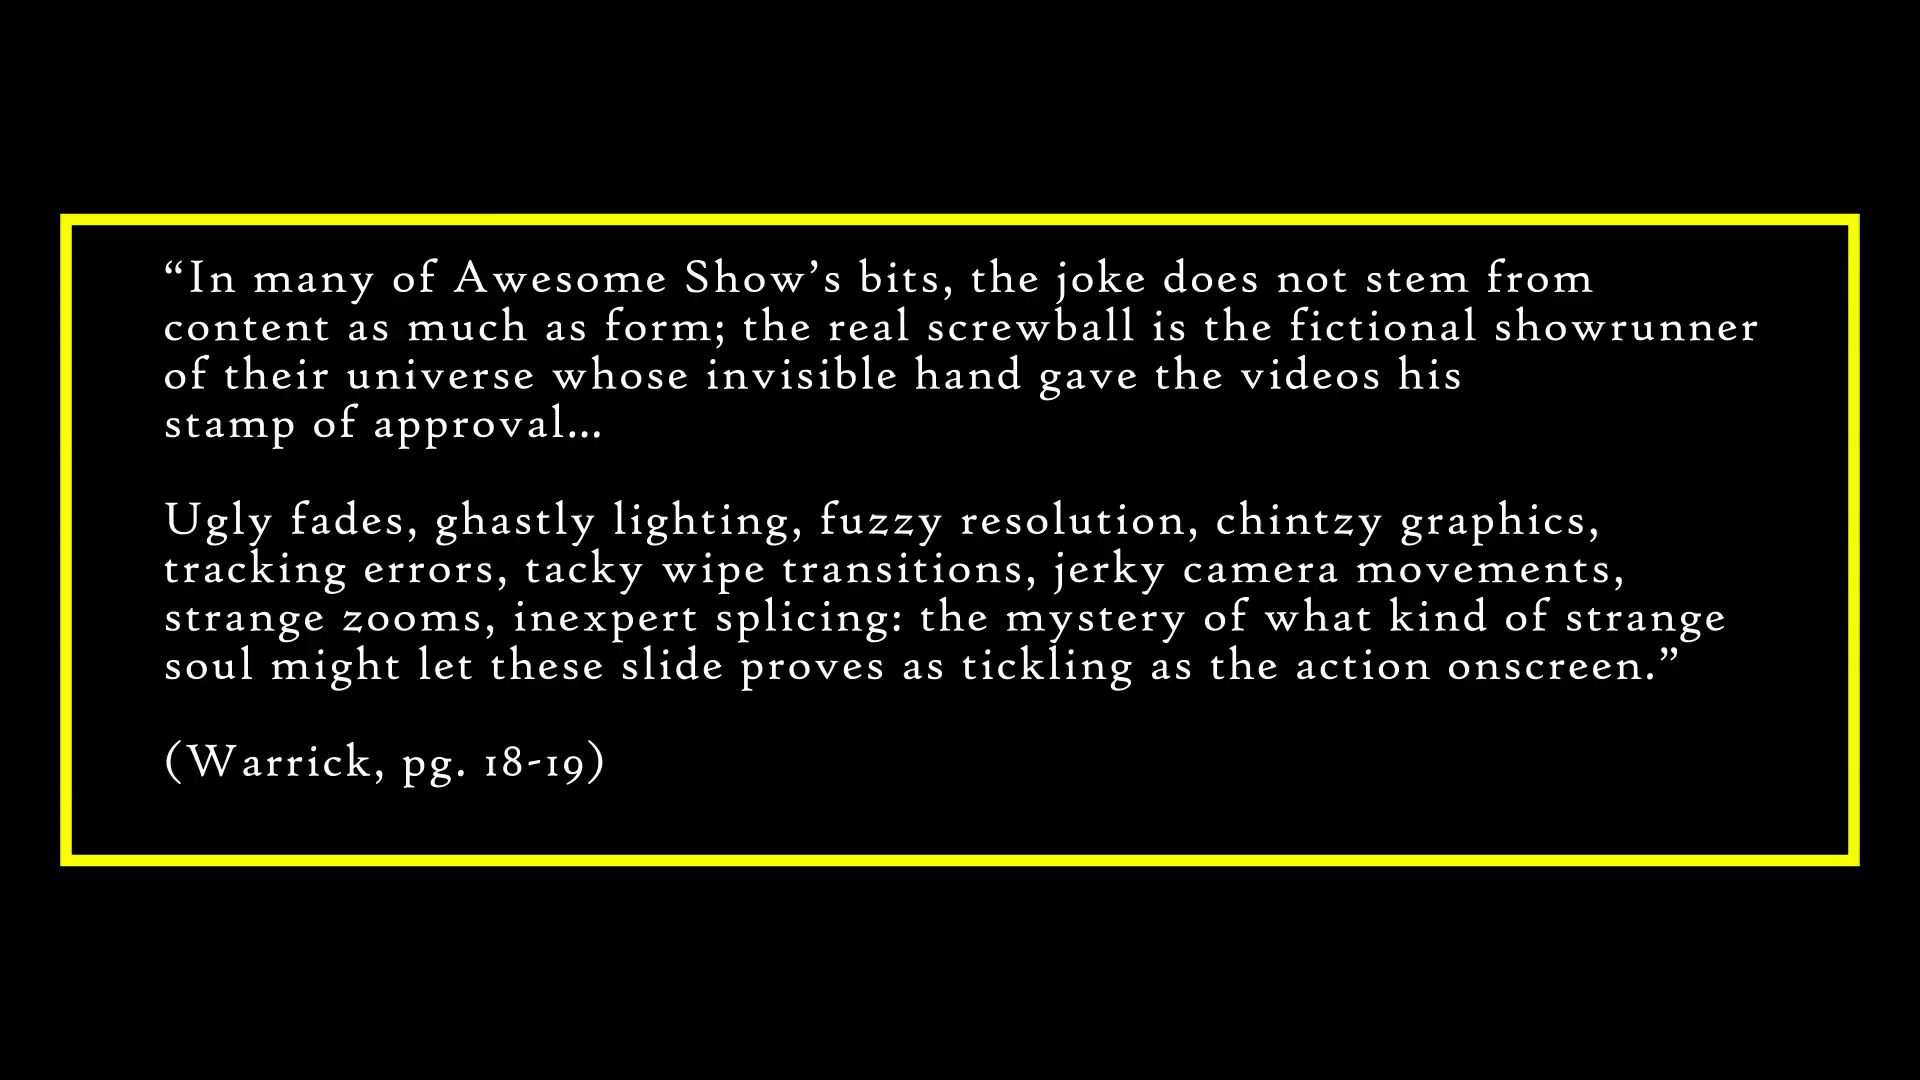 “In many of Awesome Show’s bits, the joke does not stem from
content as much as form; the real screwball is the fictional showrunner
of their universe whose invisible hand gave the videos his
stamp of approval...
Ugly fades, ghastly lighting, fuzzy resolution, chintzy graphics,
tracking errors, tacky wipe transitions, jerky camera movements,
strange zooms, inexpert splicing: the mystery of what kind of strange
soul might let these slide proves as tickling as the action onscreen.”
(Warrick, pg. 18-19)